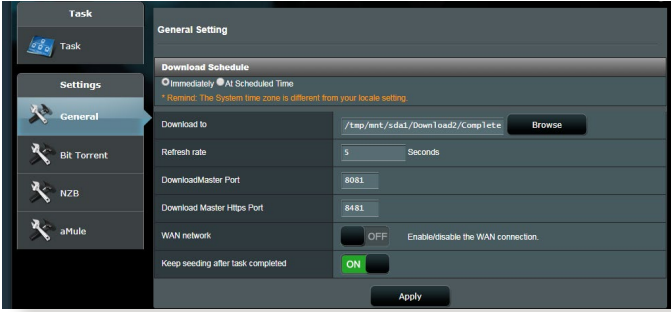 Task
Task
Settings
General
Bit Torrent
NZB
aMule
General Setting
Download Schedule
Immediately At Scheduled Time
* Remind: The System time zone is different from your locale setting.
Download to /tmp/mnt/sda1/Download2/Complete Browse
Refresh rate 5 Seconds
DownloadMaster Port 8081
Download Master Https Port 8481
WAN network OFF Enable/disable the WAN connection.
Keep seeding after task completed ON
Apply